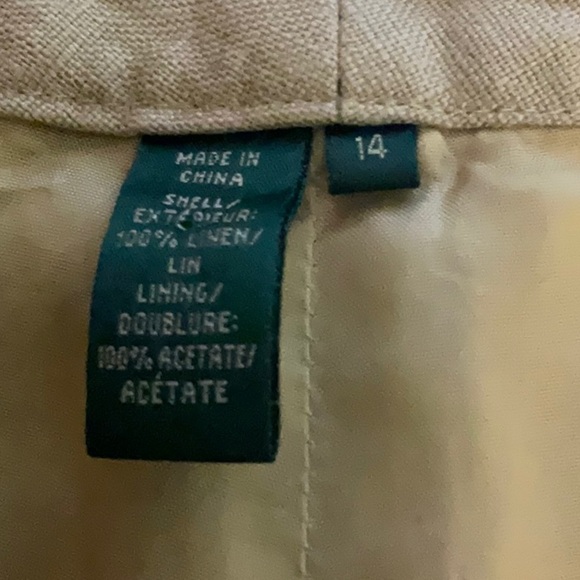 MADE IN
CHINA
SHELL/
EXTÉRIEUR:
100% LINEN/
LIN
LINING/
DOUBLURE:
100% ACETATE/
ACÉTATE
14